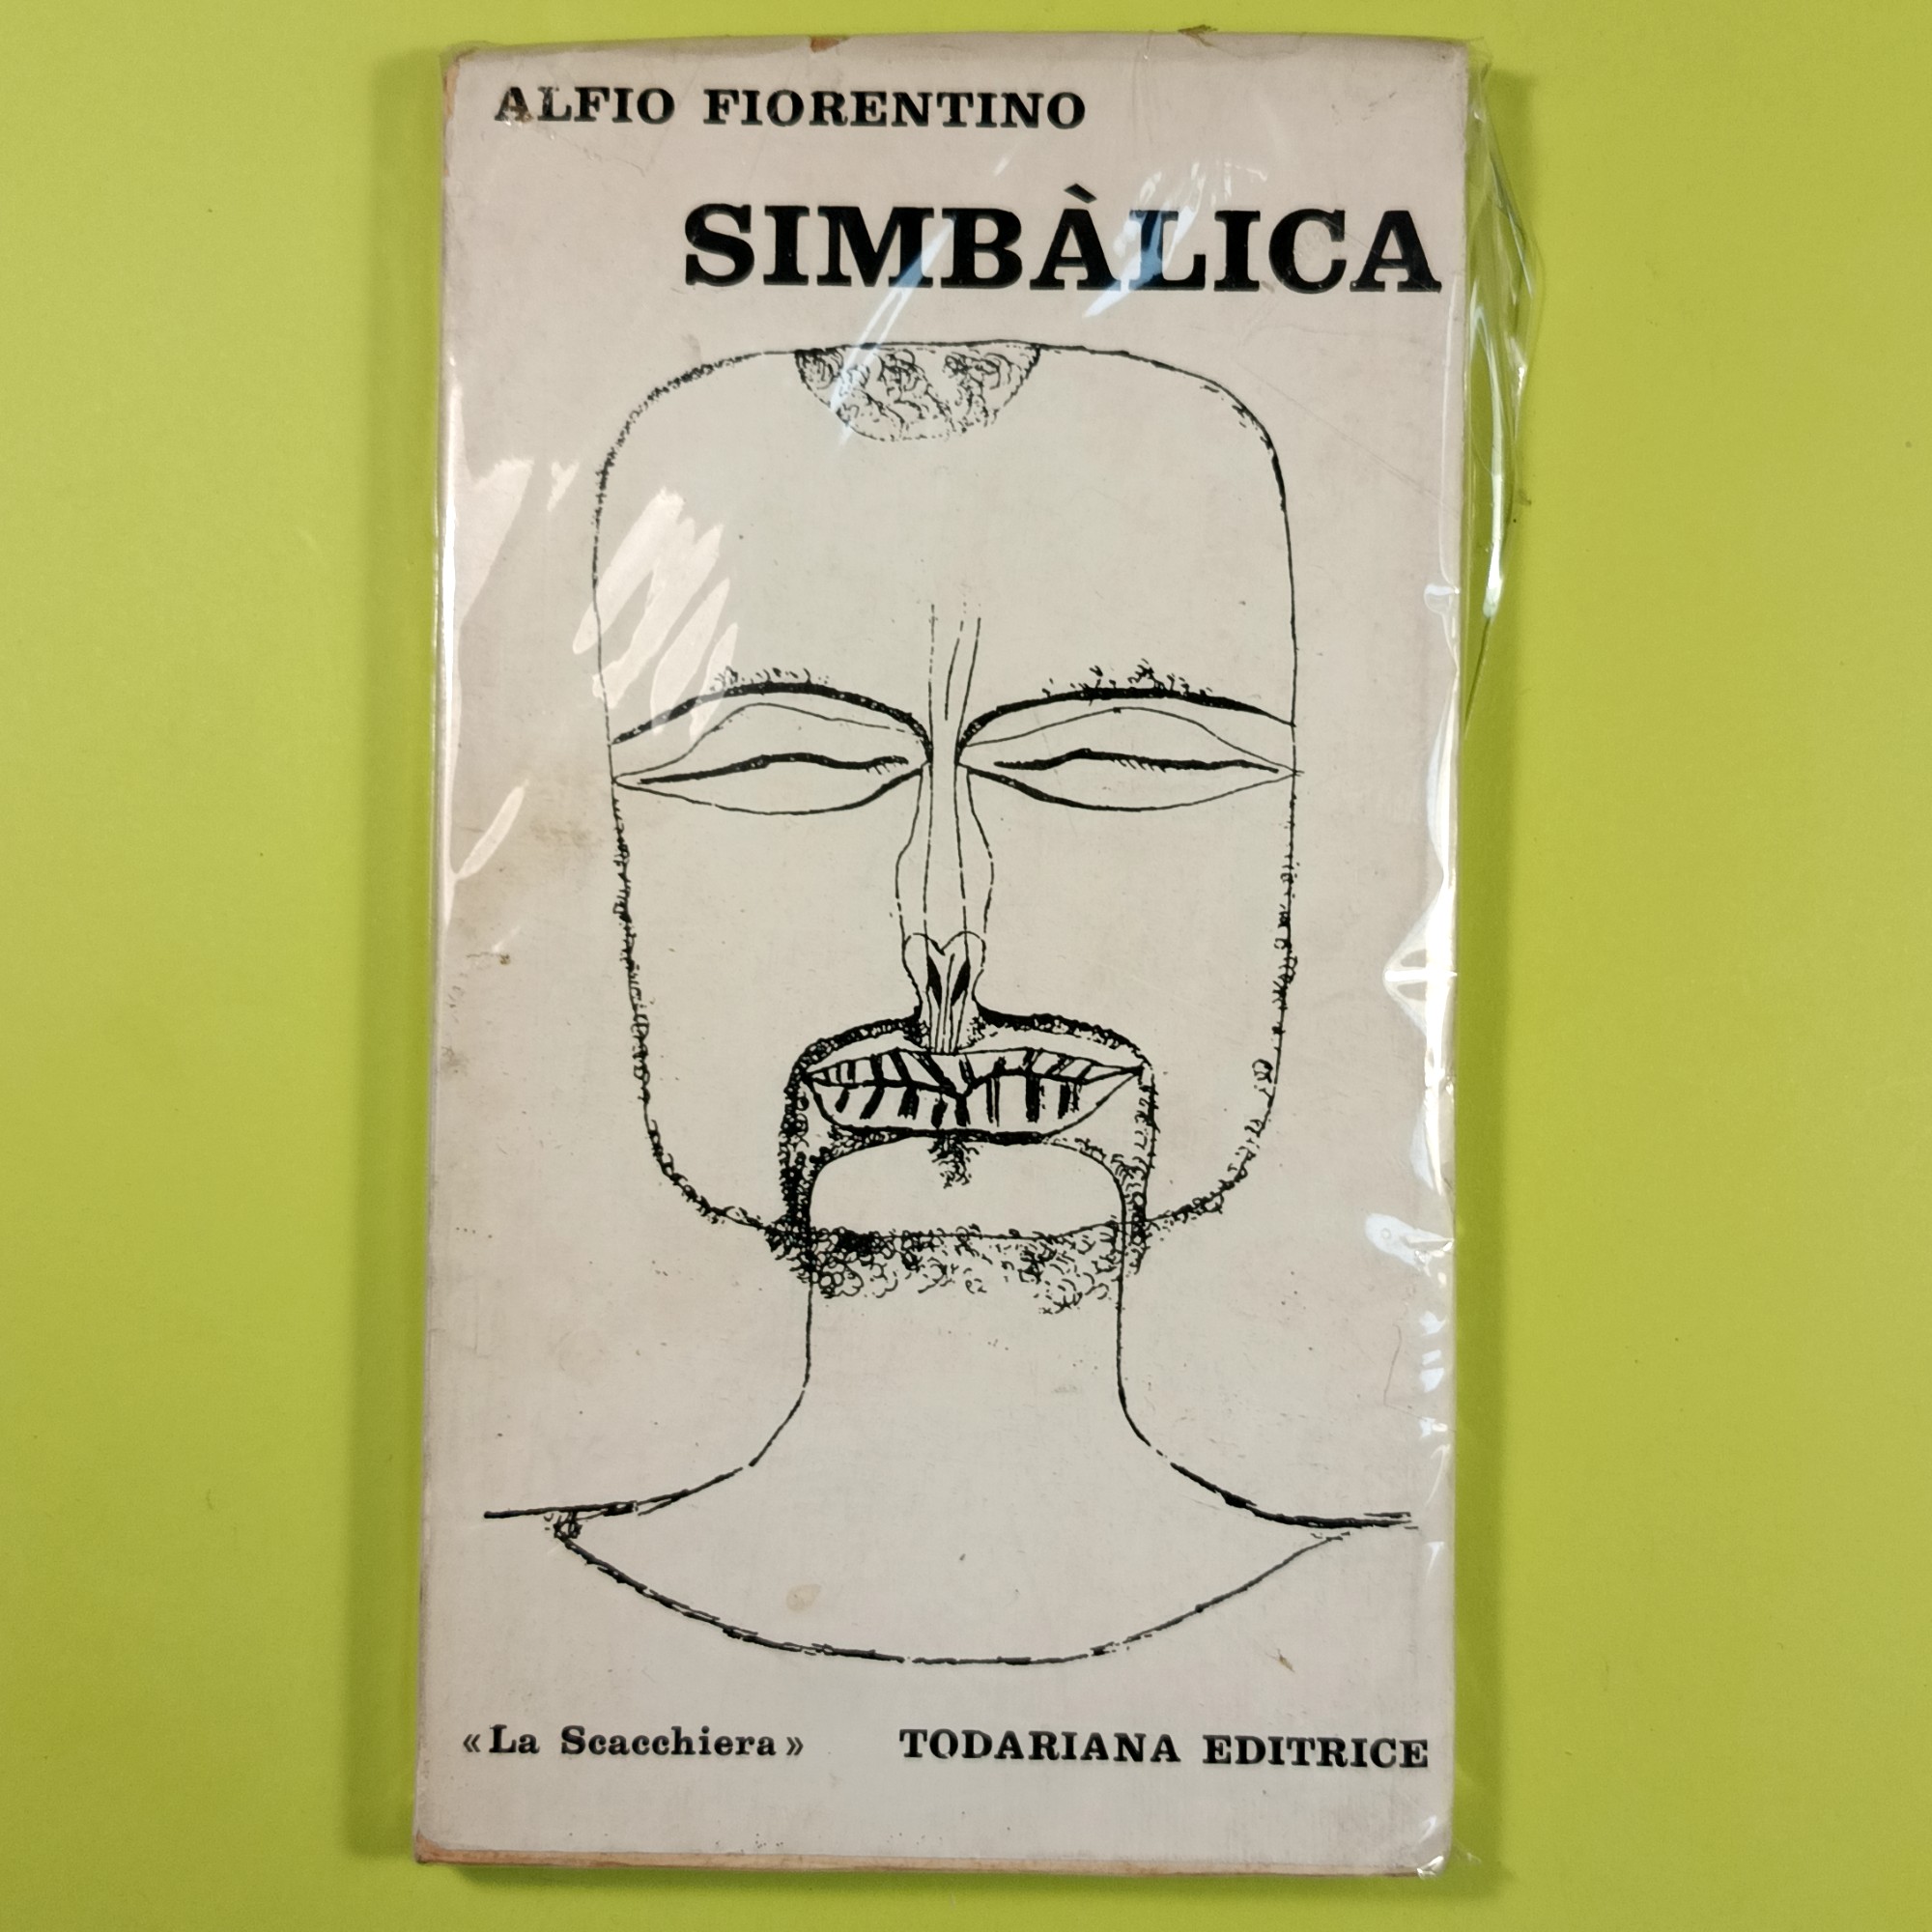 ALFIO FIORENTINO
SIMBÀLICA
«La Scacchiera» TODARIANA EDITRICE